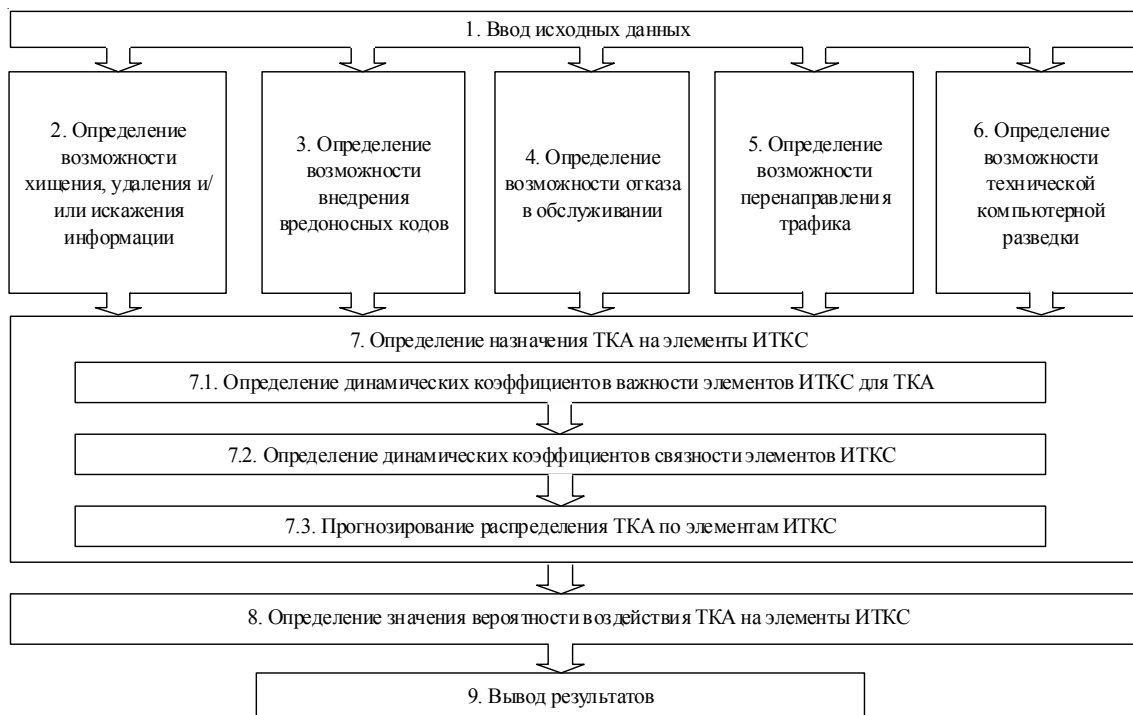 1. Ввод исходных данных
2. Определение
возможности
хищения, удаления и/
или искажения
информации
3. Определение
возможности
внедрения
вредоносных кодов
4. Определение
возможности отказа
в обслуживании
5. Определение
возможности
перенаправления
трафика
6. Определение
возможности
технической
компьютерной
разведки
7. Определение назначения ТКА на элементы ИТКС
7.1. Определение динамических коэффициентов важности элементов ИТКС для ТКА
7.2. Определение динамических коэффициентов связности элементов ИТКС
7.3. Прогнозирование распределения ТКА по элементам ИТКС
8. Определение значения вероятности воздействия ТКА на элементы ИТКС
9. Вывод результатов